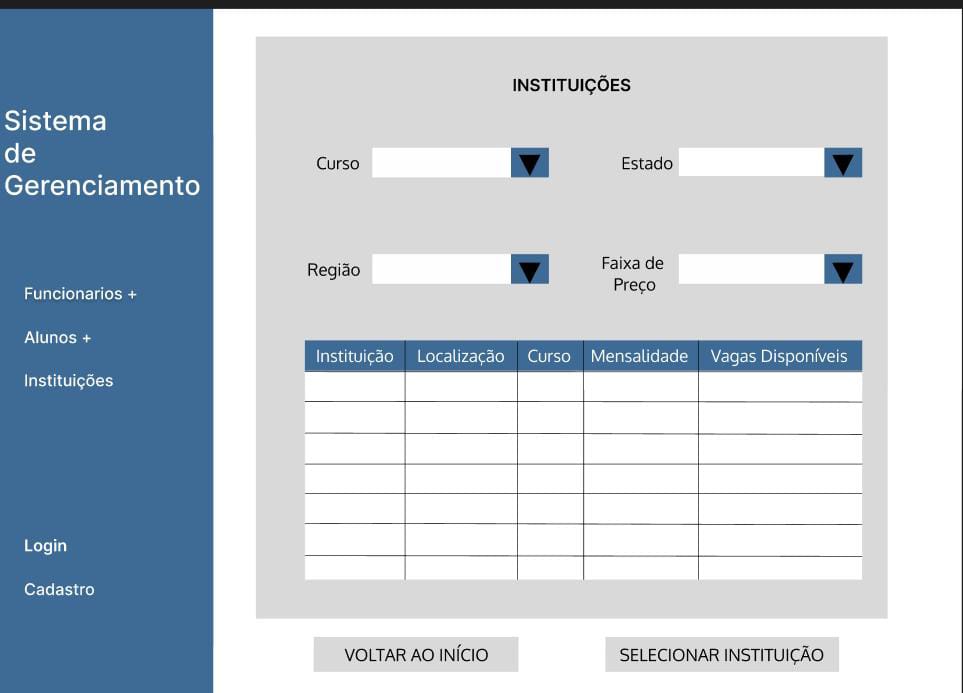 Sistema
de
Gerenciamento
Funcionarios +
Alunos +
Instituições
Login
Cadastro
INSTITUIÇÕES
Curso
Estado
Região
Faixa de
Preço
Instituição Localização Curso Mensalidade Vagas Disponíveis
VOLTAR AO INÍCIO
SELECIONAR INSTITUIÇÃO